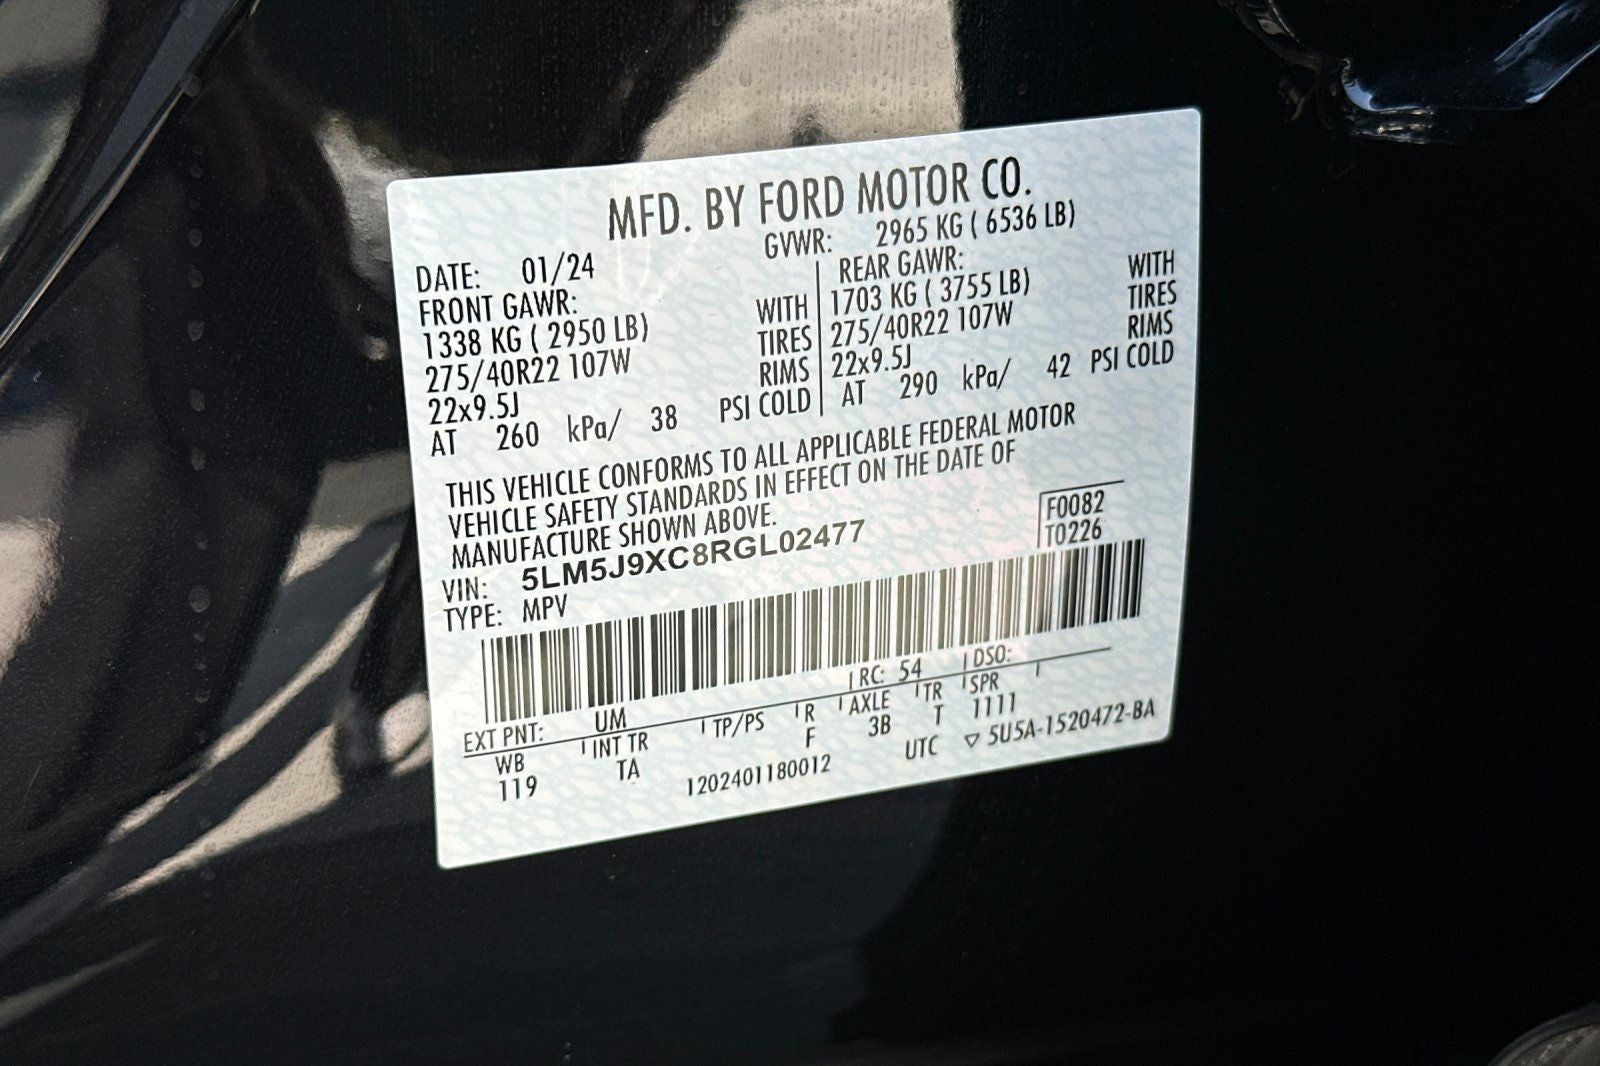 MFD. BY FORD MOTOR CO.
DATE: 01/24 GVWR: 2965 KG ( 6536 LB)
FRONT GAWR:
1338 KG ( 2950 LB) WITH
275/40R22 107W TIRES
22x9.5J RIMS
AT 260 kPa/ 38 PSI COLD
REAR GAWR:
1703 KG ( 3755 LB) WITH
275/40R22 107W TIRES
22x9.5J RIMS
AT 290 kPa/ 42 PSI COLD
THIS VEHICLE CONFORMS TO ALL APPLICABLE FEDERAL MOTOR
VEHICLE SAFETY STANDARDS IN EFFECT ON THE DATE OF
MANUFACTURE SHOWN ABOVE.
F0082
T0226
VIN: 5LM5J9XC8RGL02477
TYPE: MPV
EXT PNT: UM RC: 54 DSO:
WB INT TR TP/PS R AXLE TR SPR
119 TA F 3B T 1111
1202401180012 UTC ▽ 5U5A-1520472-BA